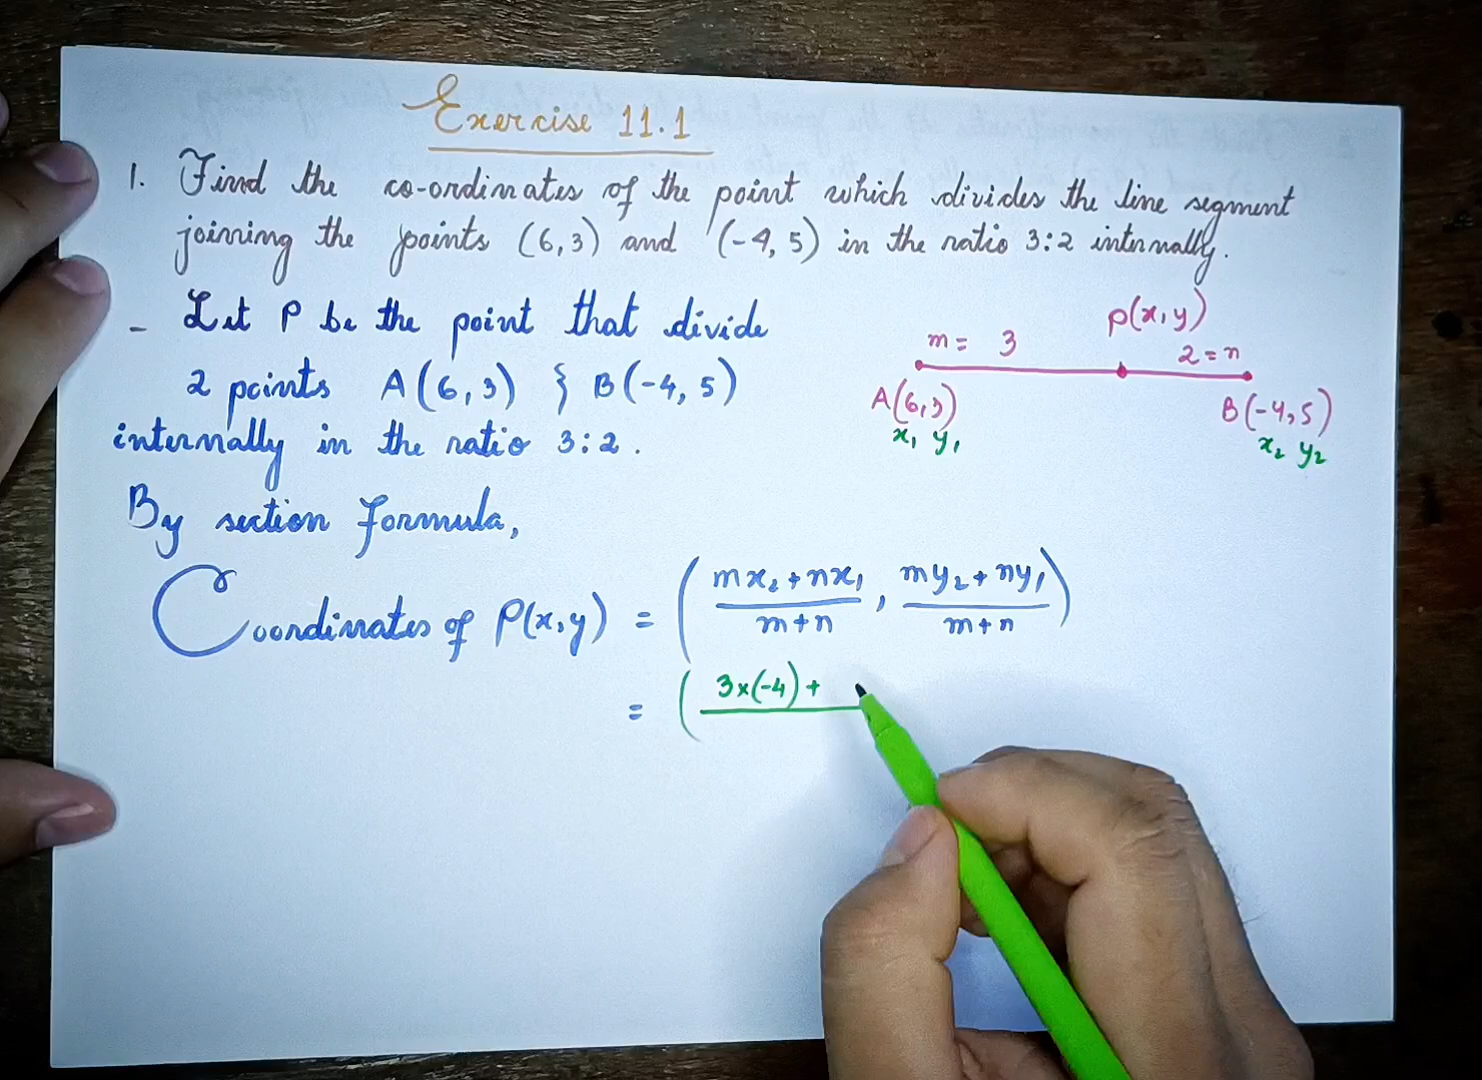 Exercise 11.1
1. Find the co-ordinates of the point which divides the line segment
joining the points (6,3) and (-4, 5) in the ratio 3:2 internally.
- Let P be the point that divide
2 points A(6,3) } B(-4, 5)
internally in the ratio 3:2.
P(x,y)
m = 3 2 = n
A(6,3) B(-4,5)
x₁ y₁ x₂ y₂
By section formula,
Coordinates of P(x,y) = ( mx₂+nx₁ / m+n , my₂+ny₁ / m+n )
= ( 3×(-4) +